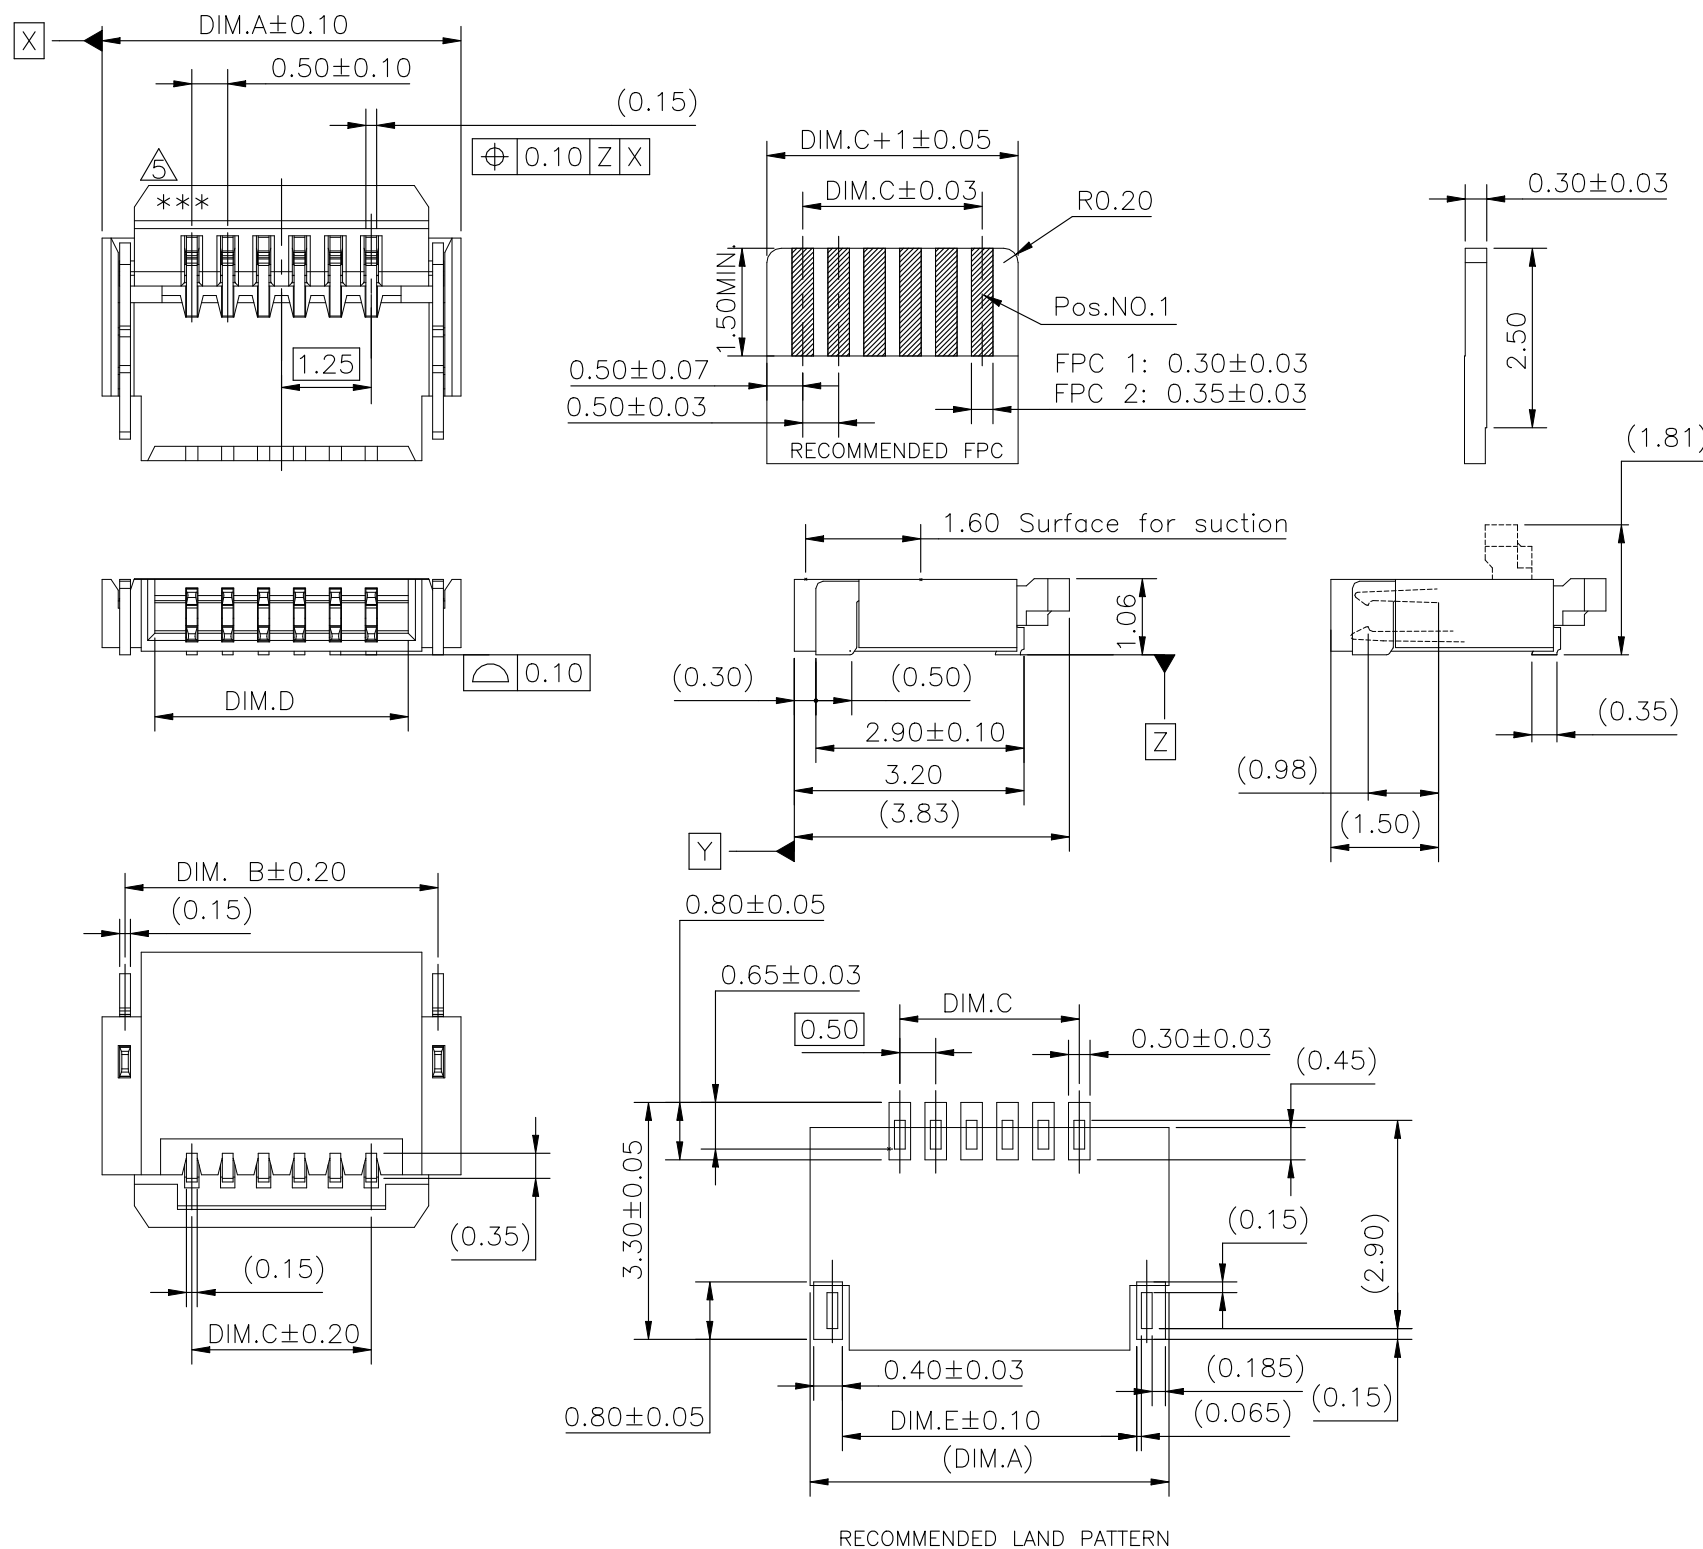 DIM.A±0.10
X
0.50±0.10
(0.15)
⌖ 0.10 Z X
5
***
1.25
DIM.C+1±0.05
DIM.C±0.03
R0.20
1.50MIN.
Pos.NO.1
0.50±0.07
0.50±0.03
FPC 1: 0.30±0.03
FPC 2: 0.35±0.03
RECOMMENDED FPC
0.30±0.03
2.50
(1.81)
1.60 Surface for suction
1.06
(0.30)
(0.50)
2.90±0.10
3.20
(3.83)
Y
Z
(0.35)
(0.98)
(1.50)
⌓ 0.10
DIM.D
DIM. B±0.20
(0.15)
(0.35)
(0.15)
DIM.C±0.20
0.80±0.05
0.65±0.03
DIM.C
0.50
0.30±0.03
(0.45)
3.30±0.05
(0.15)
(2.90)
0.40±0.03
(0.185)
(0.15)
0.80±0.05
DIM.E±0.10
(0.065)
(DIM.A)
RECOMMENDED LAND PATTERN